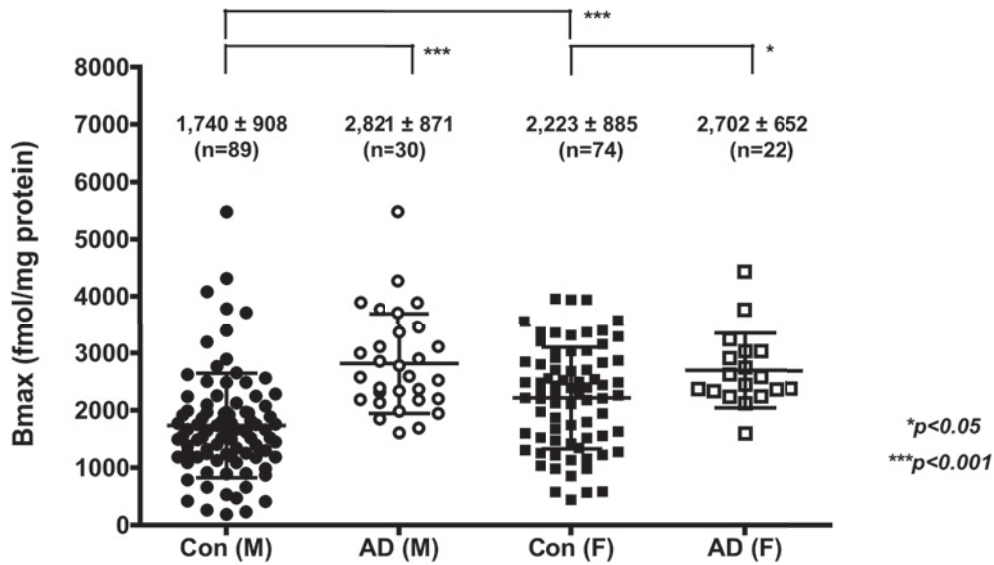 ***
***
*
8000
7000
6000
5000
4000
3000
2000
1000
0
Bmax (fmol/mg protein)
1,740 ± 908
(n=89)
2,821 ± 871
(n=30)
2,223 ± 885
(n=74)
2,702 ± 652
(n=22)
*p<0.05
***p<0.001
Con (M)
AD (M)
Con (F)
AD (F)